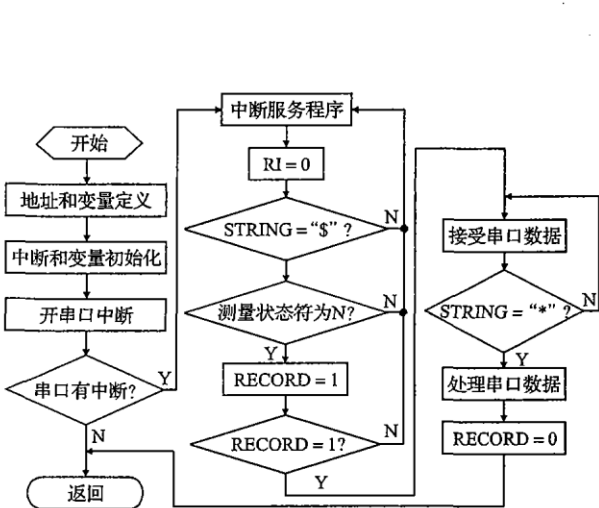 开始
地址和变量定义
中断和变量初始化
开串口中断
串口有中断?
Y
N
返回
中断服务程序
RI = 0
STRING = “$” ?
N
测量状态符为N?
N
Y
RECORD = 1
RECORD = 1?
N
Y
接受串口数据
STRING = “*” ?
N
Y
处理串口数据
RECORD = 0